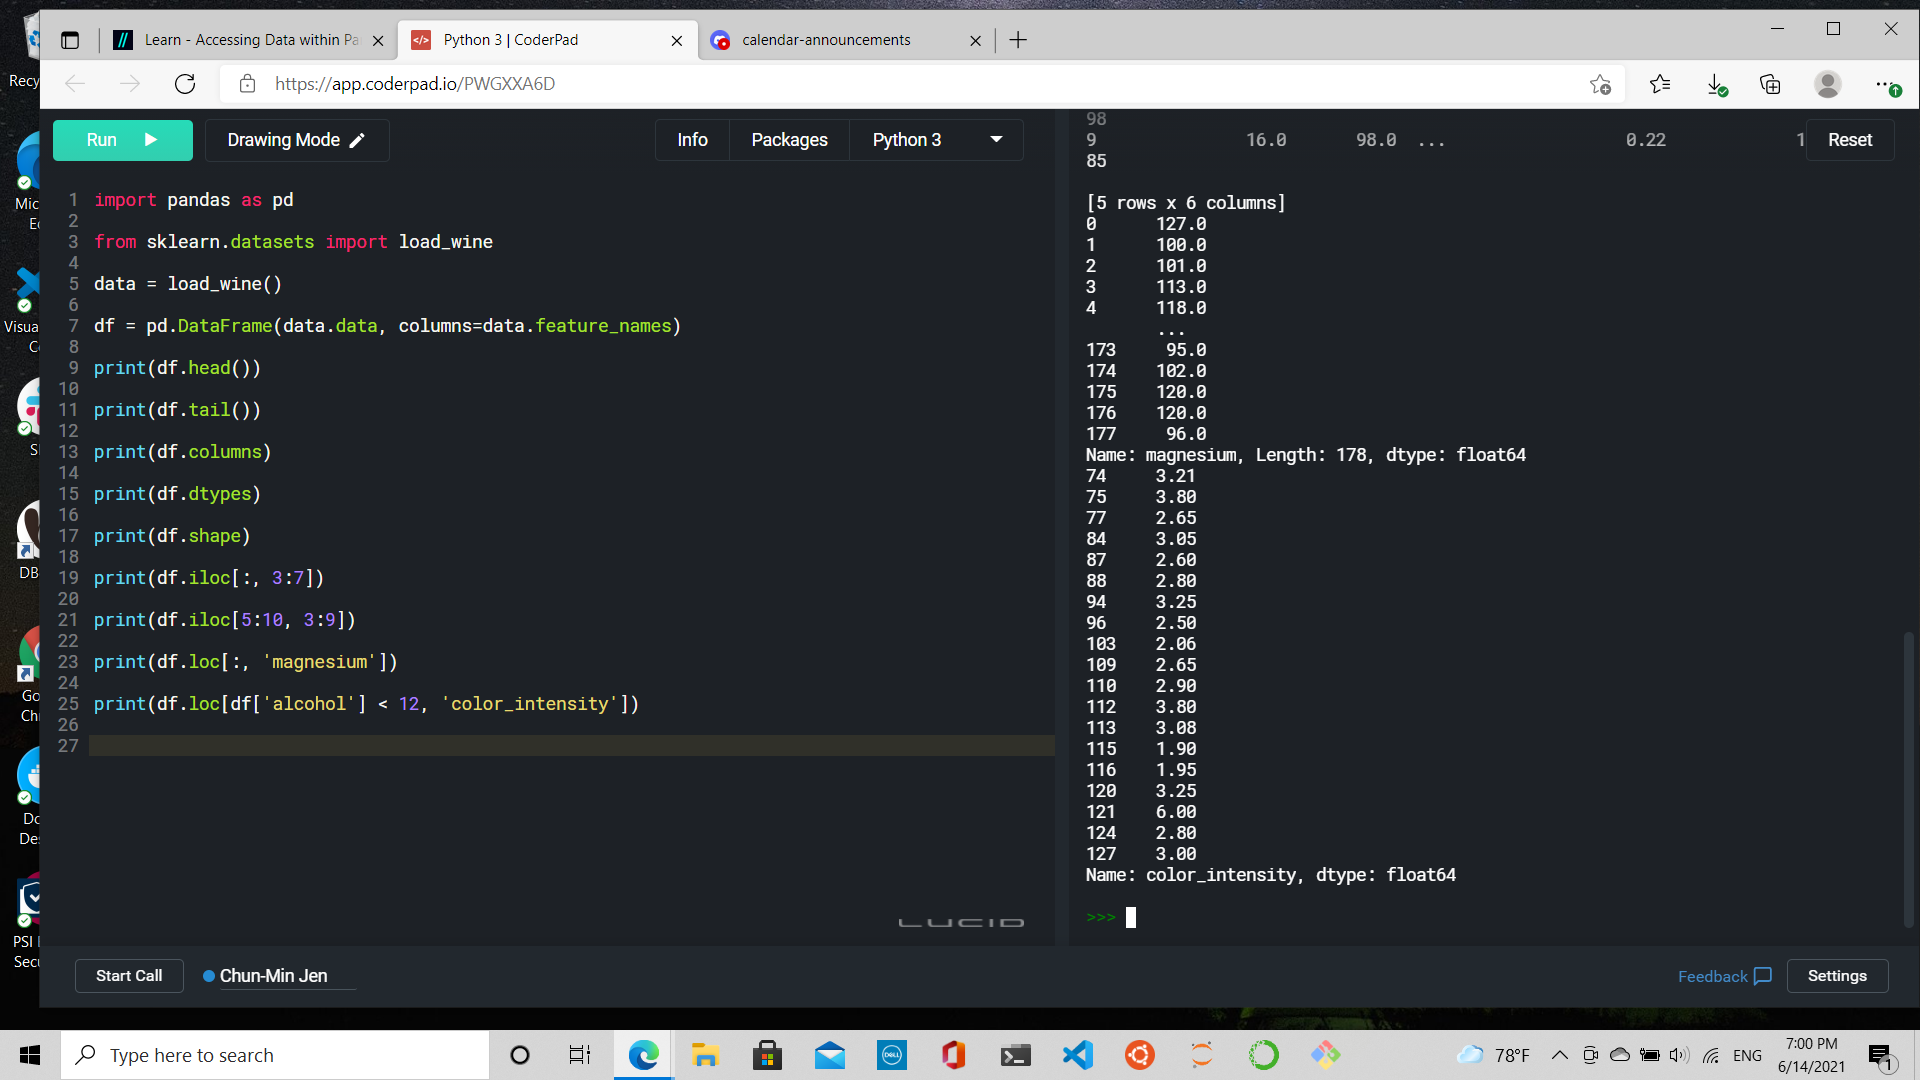 Learn - Accessing Data within Pa
Python 3 | CoderPad
calendar-announcements
Recy
https://app.coderpad.io/PWGXXA6D
Run
Drawing Mode
Info
Packages
Python 3
Reset
1 import pandas as pd
2
3 from sklearn.datasets import load_wine
4
5 data = load_wine()
6
7 df = pd.DataFrame(data.data, columns=data.feature_names)
8
9 print(df.head())
10
11 print(df.tail())
12
13 print(df.columns)
14
15 print(df.dtypes)
16
17 print(df.shape)
18
19 print(df.iloc[:, 3:7])
20
21 print(df.iloc[5:10, 3:9])
22
23 print(df.loc[:, 'magnesium'])
24
25 print(df.loc[df['alcohol'] < 12, 'color_intensity'])
26
27
LUCID
98
9 16.0 98.0 ... 0.22 1
85
[5 rows x 6 columns]
0 127.0
1 100.0
2 101.0
3 113.0
4 118.0
...
173 95.0
174 102.0
175 120.0
176 120.0
177 96.0
Name: magnesium, Length: 178, dtype: float64
74 3.21
75 3.80
77 2.65
84 3.05
87 2.60
88 2.80
94 3.25
96 2.50
103 2.06
109 2.65
110 2.90
112 3.80
113 3.08
115 1.90
116 1.95
120 3.25
121 6.00
124 2.80
127 3.00
Name: color_intensity, dtype: float64
>>>
Mic
Ec
Visua
Co
Sl
DB
Go
Chr
Do
Des
PSI
Secu
Start Call
Chun-Min Jen
Feedback
Settings
Type here to search
DELL
78°F
ENG
7:00 PM
6/14/2021
1